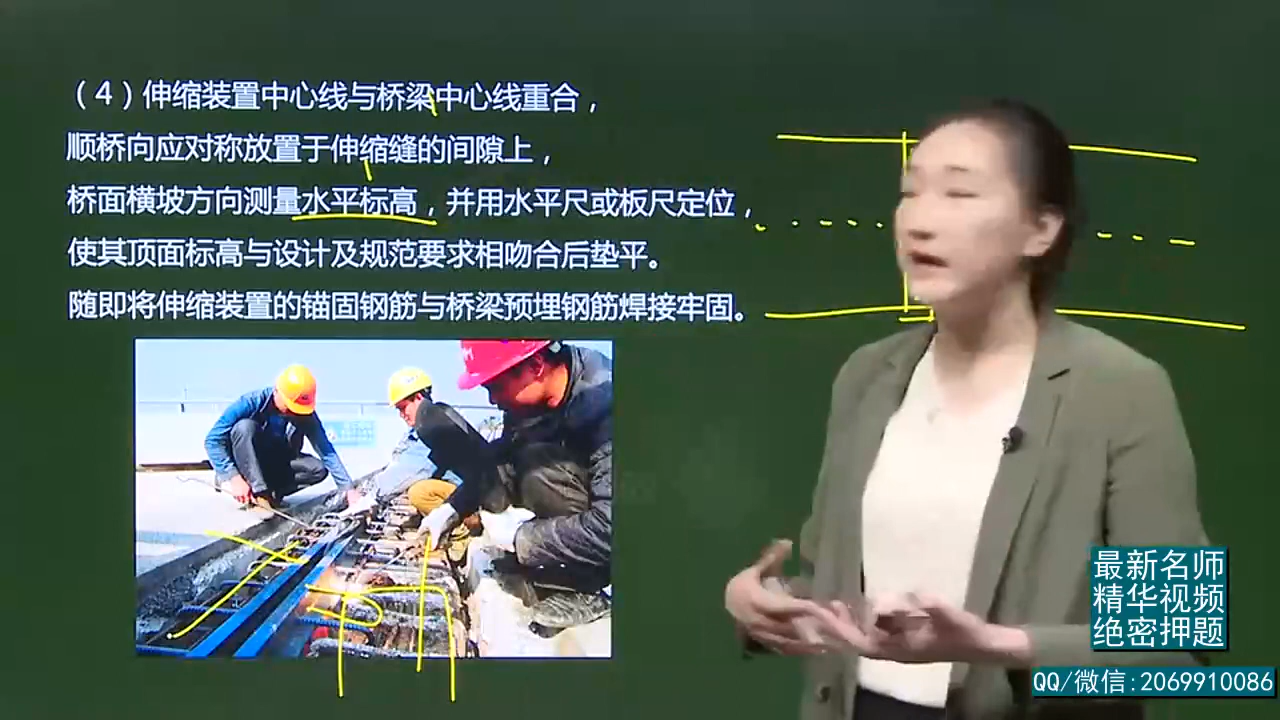 （4）伸缩装置中心线与桥梁中心线重合，
顺桥向应对称放置于伸缩缝的间隙上，
桥面横坡方向测量水平标高，并用水平尺或板尺定位，
使其顶面标高与设计及规范要求相吻合后垫平。
随即将伸缩装置的锚固钢筋与桥梁预埋钢筋焊接牢固。
最新名师
精华视频
绝密押题
QQ/微信:2069910086